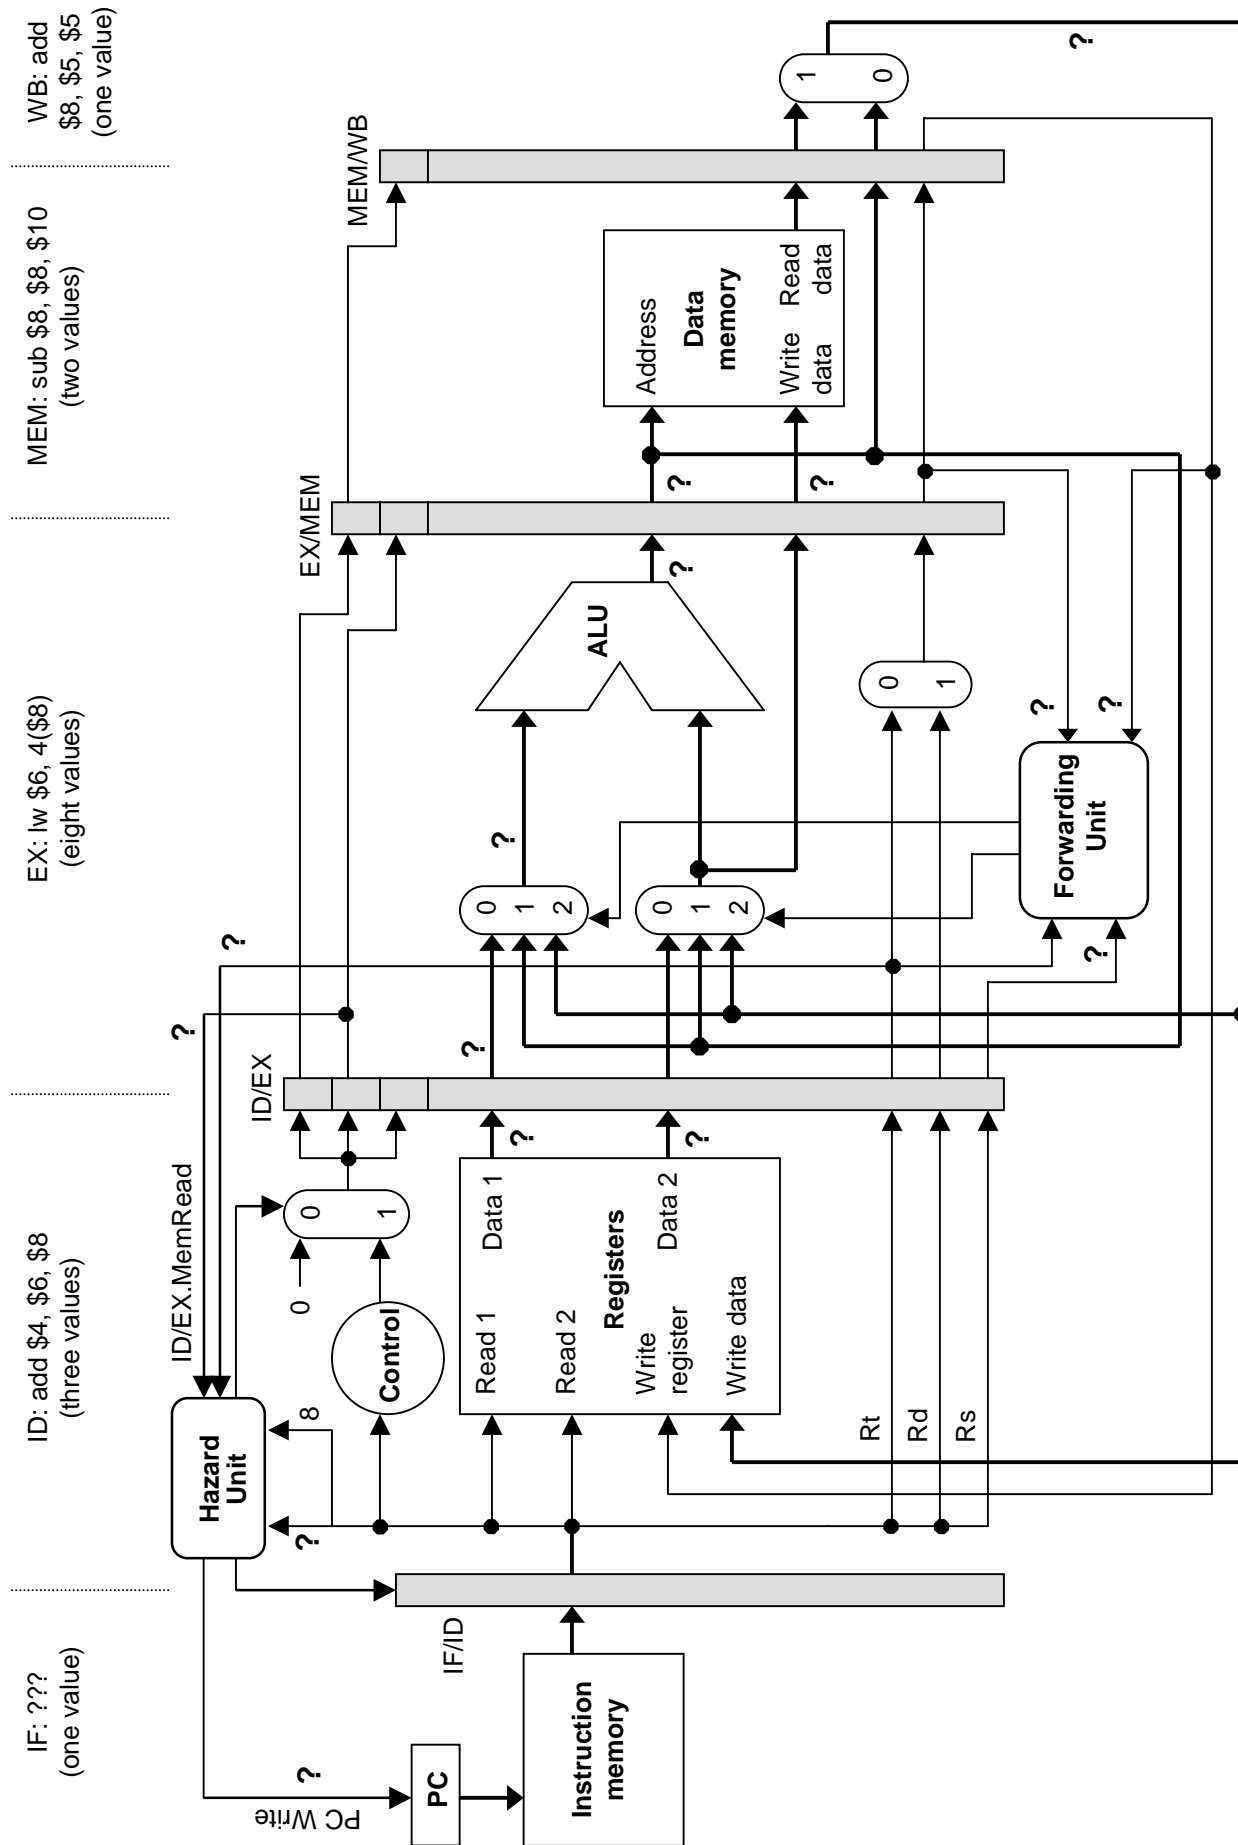 IF: ???
(one value)
ID: add $4, $6, $8
(three values)
EX: lw $6, 4($8)
(eight values)
MEM: sub $8, $8, $10
(two values)
WB: add
$8, $5, $5
(one value)
PC Write
?
PC
Instruction
memory
IF/ID
Hazard
Unit
?
8
ID/EX.MemRead
?
?
0
0
1
Control
ID/EX
Read 1
Read 2
Write
register
Write data
Registers
Data 1
Data 2
?
?
Rt
Rd
Rs
?
0
1
2
0
1
2
?
ALU
?
0
1
Forwarding
Unit
?
?
?
EX/MEM
?
?
Address
Data
memory
Write
data
Read
data
MEM/WB
1
0
?